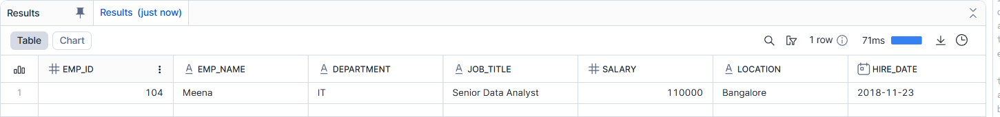 Results Results (just now)
Table Chart 1 row 71ms
EMP_ID EMP_NAME DEPARTMENT JOB_TITLE SALARY LOCATION HIRE_DATE
1 104 Meena IT Senior Data Analyst 110000 Bangalore 2018-11-23